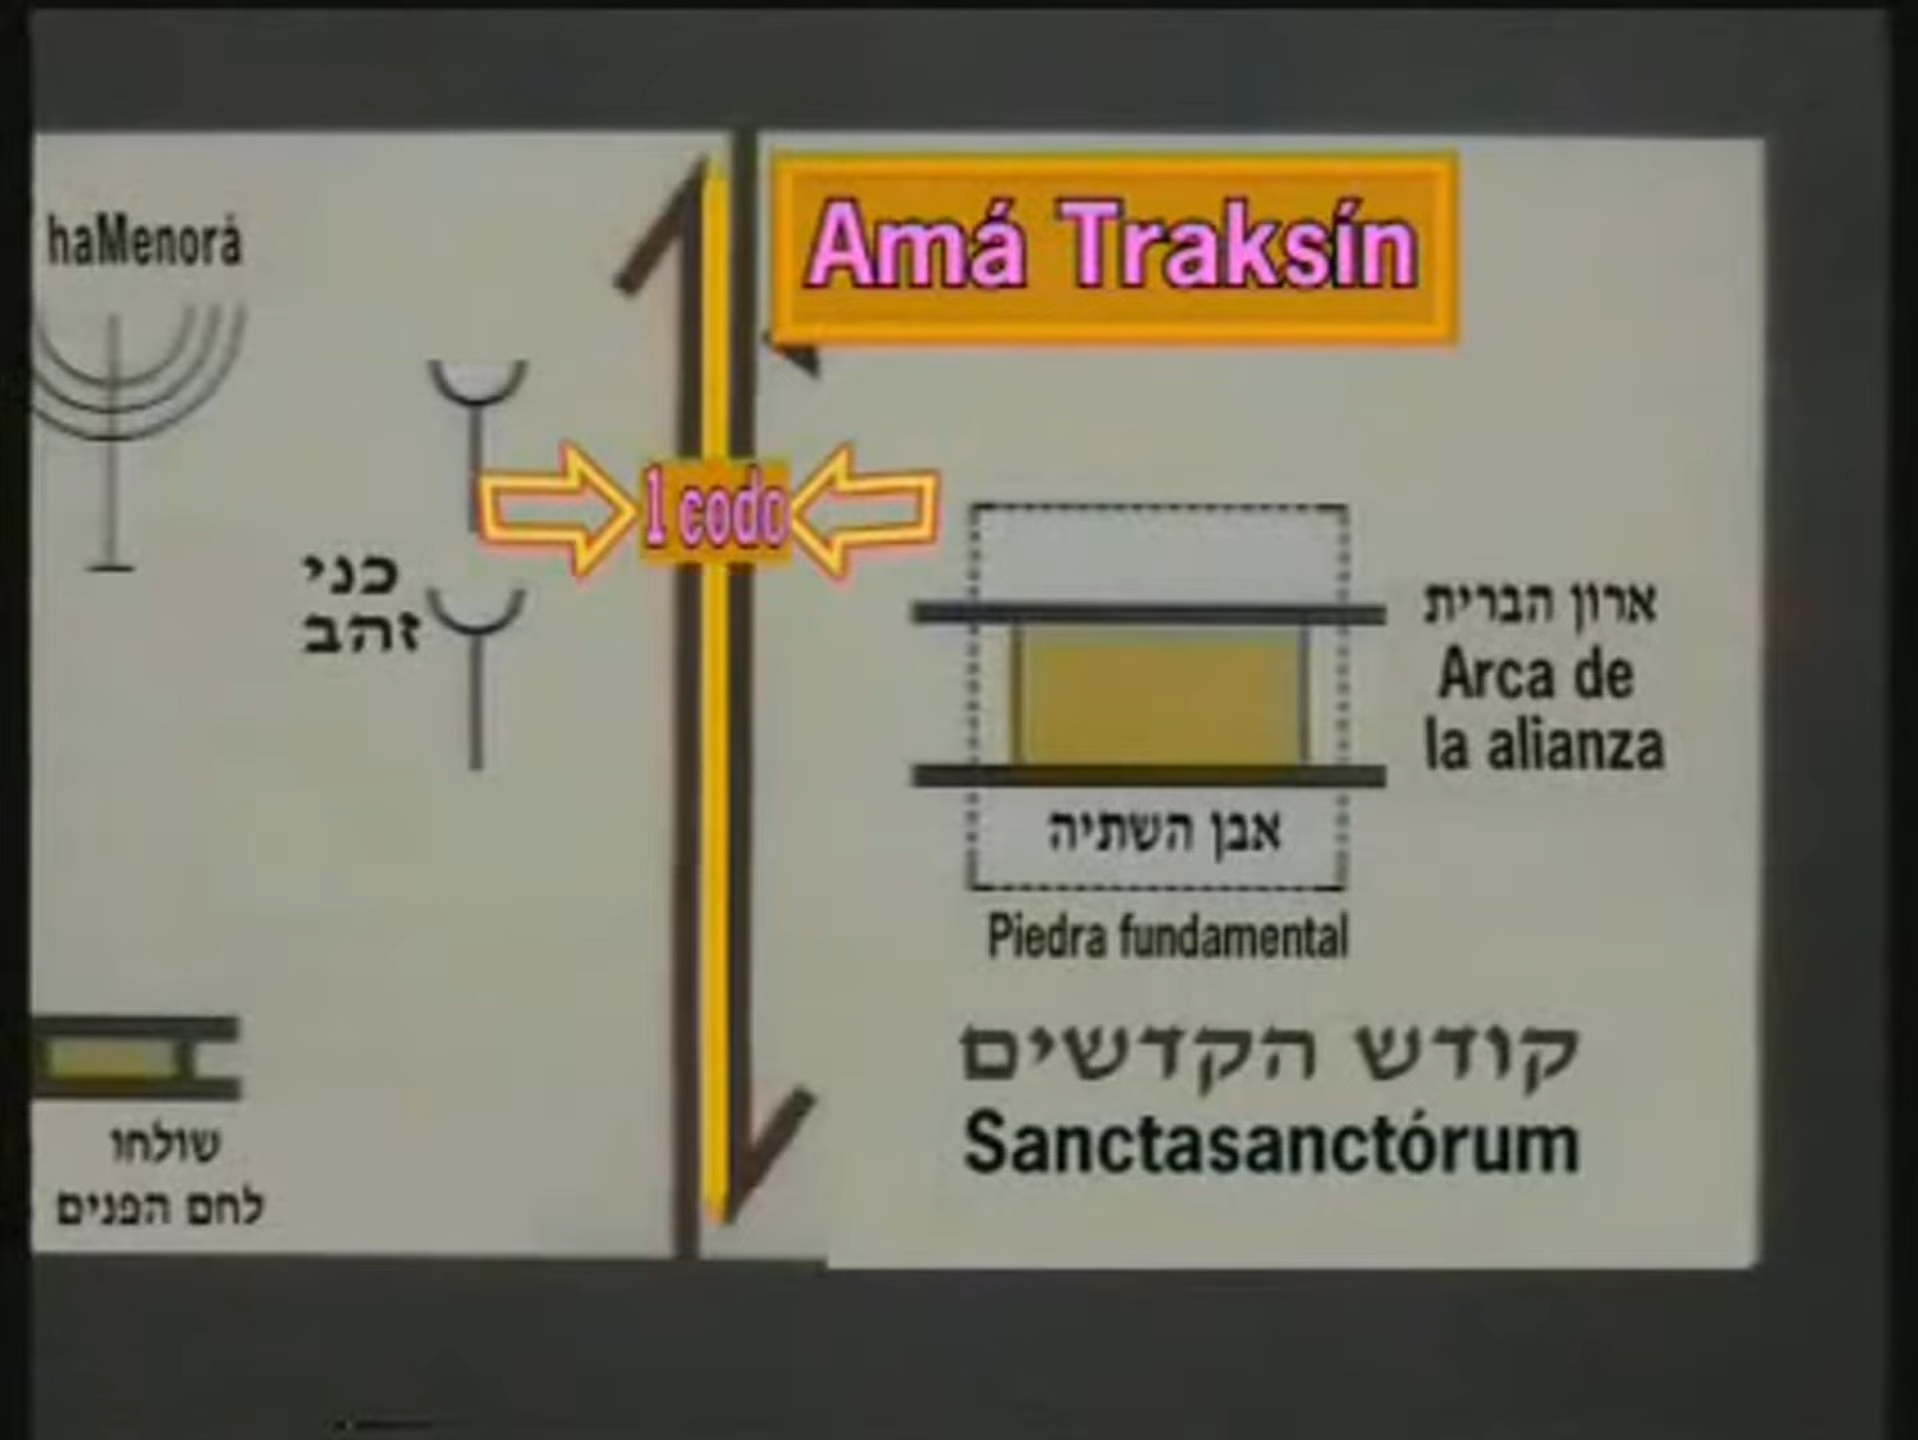 haMenorá
Amá Traksín
1 codo
כני
זהב
ארון הברית
Arca de
la alianza
אבן השתיה
Piedra fundamental
קודש הקדשים
Sanctasanctórum
שולחו
לחם הפנים